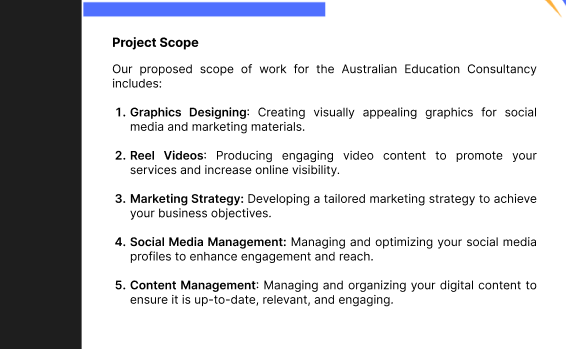 Project Scope
Our proposed scope of work for the Australian Education Consultancy
includes:
1. Graphics Designing: Creating visually appealing graphics for social
media and marketing materials.
2. Reel Videos: Producing engaging video content to promote your
services and increase online visibility.
3. Marketing Strategy: Developing a tailored marketing strategy to achieve
your business objectives.
4. Social Media Management: Managing and optimizing your social media
profiles to enhance engagement and reach.
5. Content Management: Managing and organizing your digital content to
ensure it is up-to-date, relevant, and engaging.